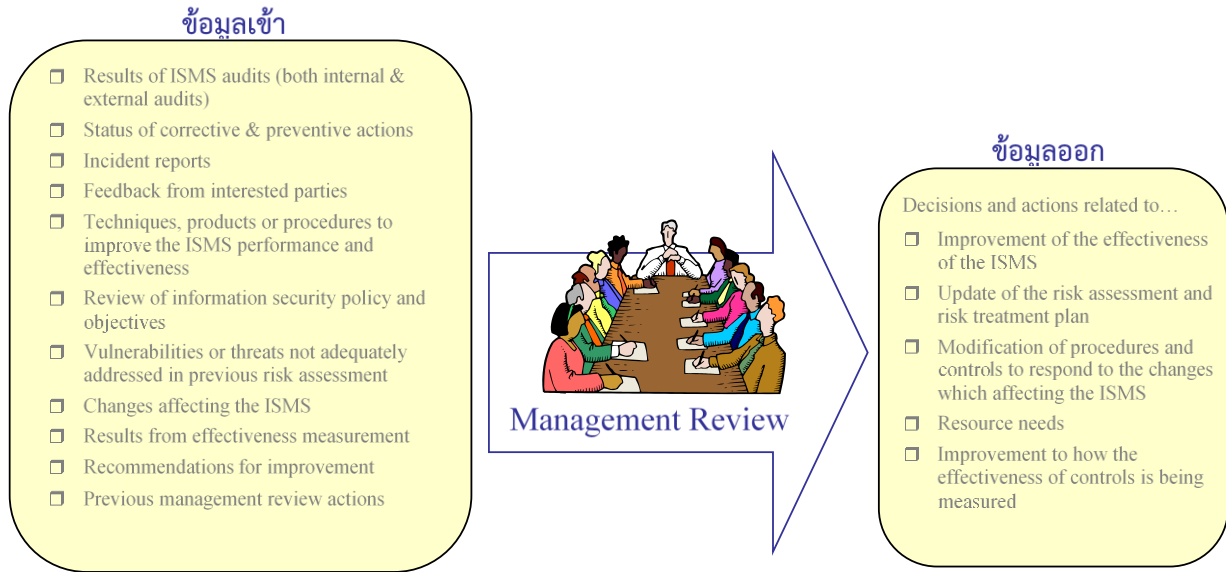 ข้อมูลเข้า
❒ Results of ISMS audits (both internal &
external audits)
❒ Status of corrective & preventive actions
❒ Incident reports
❒ Feedback from interested parties
❒ Techniques, products or procedures to
improve the ISMS performance and
effectiveness
❒ Review of information security policy and
objectives
❒ Vulnerabilities or threats not adequately
addressed in previous risk assessment
❒ Changes affecting the ISMS
❒ Results from effectiveness measurement
❒ Recommendations for improvement
❒ Previous management review actions
Management Review
ข้อมูลออก
Decisions and actions related to…
❒ Improvement of the effectiveness
of the ISMS
❒ Update of the risk assessment and
risk treatment plan
❒ Modification of procedures and
controls to respond to the changes
which affecting the ISMS
❒ Resource needs
❒ Improvement to how the
effectiveness of controls is being
measured